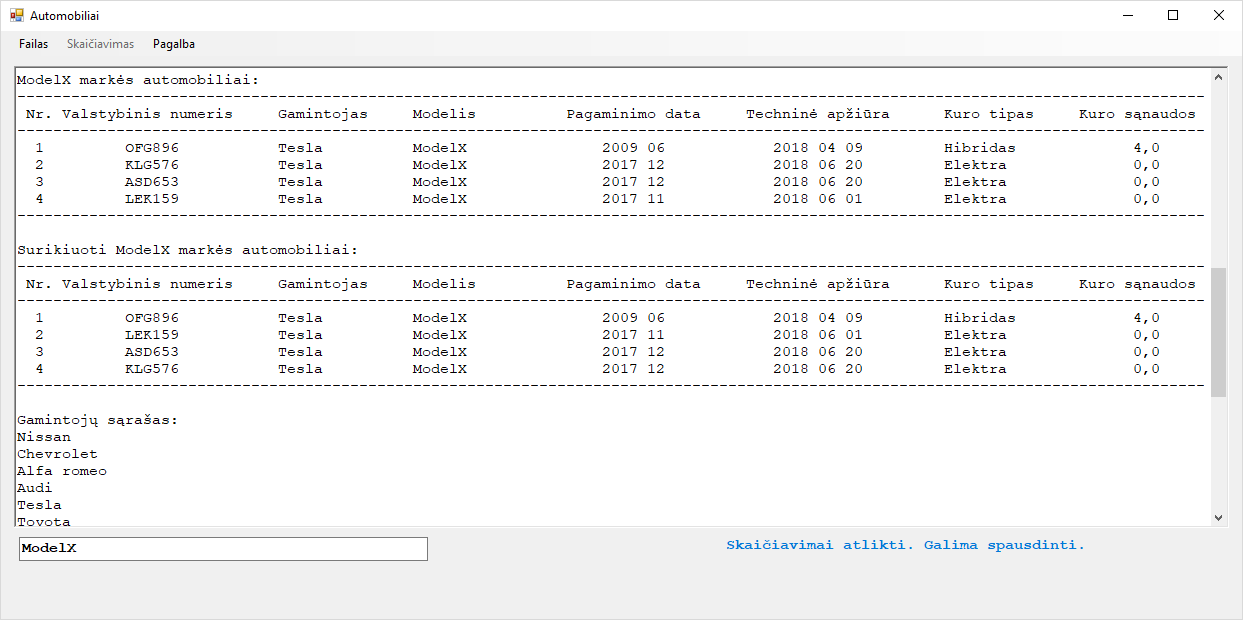 Automobiliai
Failas Skaičiavimas Pagalba
ModelX markės automobiliai:
------------------------------------------------------------------------------------------------------------------------------------
Nr. Valstybinis numeris Gamintojas Modelis Pagaminimo data Techninė apžiūra Kuro tipas Kuro sąnaudos
------------------------------------------------------------------------------------------------------------------------------------
1 OFG896 Tesla ModelX 2009 06 2018 04 09 Hibridas 4,0
2 KLG576 Tesla ModelX 2017 12 2018 06 20 Elektra 0,0
3 ASD653 Tesla ModelX 2017 12 2018 06 20 Elektra 0,0
4 LEK159 Tesla ModelX 2017 11 2018 06 01 Elektra 0,0
------------------------------------------------------------------------------------------------------------------------------------
Surikiuoti ModelX markės automobiliai:
------------------------------------------------------------------------------------------------------------------------------------
Nr. Valstybinis numeris Gamintojas Modelis Pagaminimo data Techninė apžiūra Kuro tipas Kuro sąnaudos
------------------------------------------------------------------------------------------------------------------------------------
1 OFG896 Tesla ModelX 2009 06 2018 04 09 Hibridas 4,0
2 LEK159 Tesla ModelX 2017 11 2018 06 01 Elektra 0,0
3 ASD653 Tesla ModelX 2017 12 2018 06 20 Elektra 0,0
4 KLG576 Tesla ModelX 2017 12 2018 06 20 Elektra 0,0
------------------------------------------------------------------------------------------------------------------------------------
Gamintojų sąrašas:
Nissan
Chevrolet
Alfa romeo
Audi
Tesla
Toyota
ModelX
Skaičiavimai atlikti. Galima spausdinti.